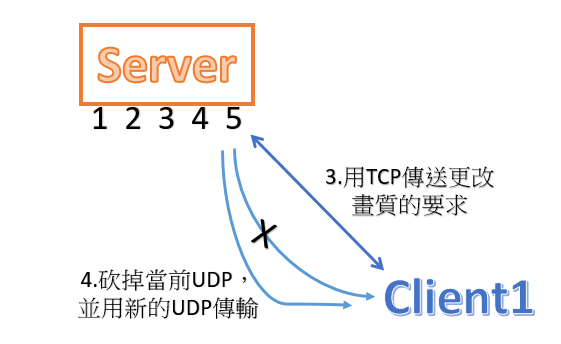 Server
1 2 3 4 5
3.用TCP傳送更改
畫質的要求
4.砍掉當前UDP，
並用新的UDP傳輸
Client1